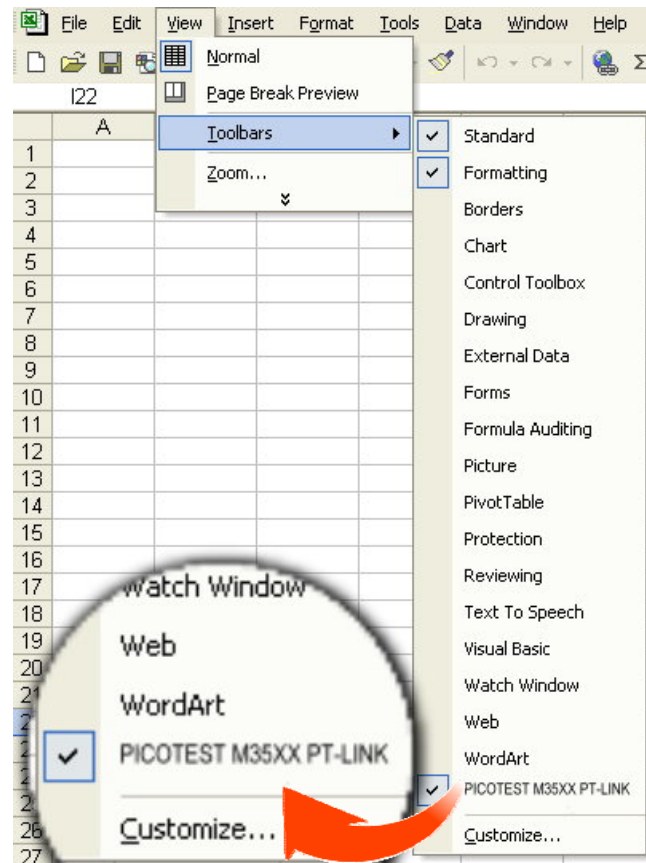 File Edit View Insert Format Tools Data Window Help
Normal
Σ
I22
Page Break Preview
A
Toolbars
Zoom...
Standard
Formatting
Borders
Chart
Control Toolbox
Drawing
External Data
Forms
Formula Auditing
Picture
PivotTable
Protection
Reviewing
Text To Speech
Visual Basic
Watch Window
Web
WordArt
PICOTEST M35XX PT-LINK
Customize...
1
2
3
4
5
6
7
8
9
10
11
12
13
14
15
16
17
18
19
20
26
27
Watch Window
Web
WordArt
PICOTEST M35XX PT-LINK
Customize...